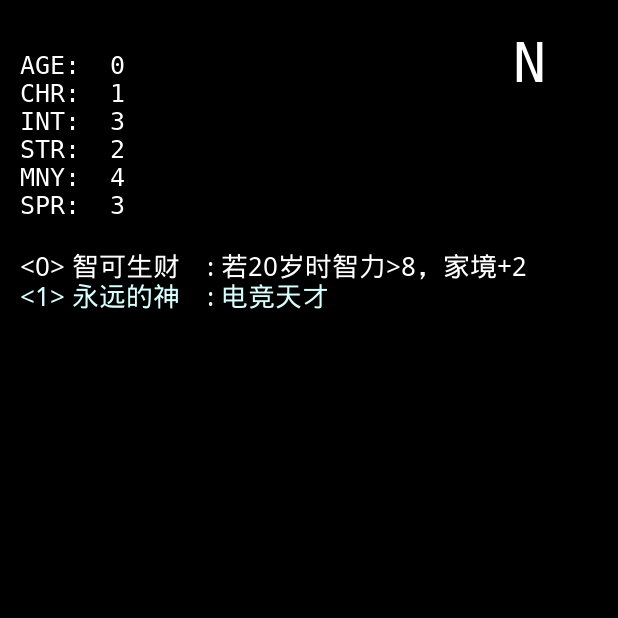 N
AGE: 0
CHR: 1
INT: 3
STR: 2
MNY: 4
SPR: 3
<0> 智可生财 :若20岁时智力>8，家境+2
<1> 永远的神 :电竞天才